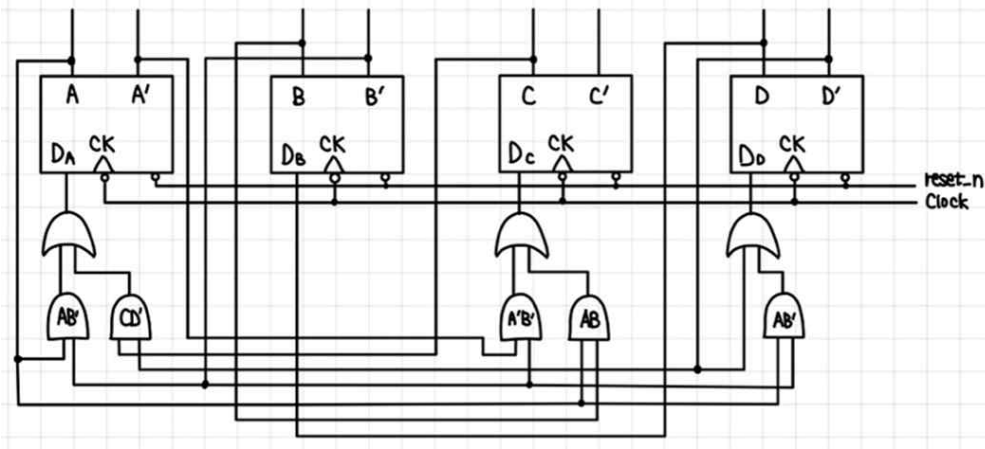 A A' B B' C C' D D'
DA CK DB CK DC CK DD CK
reset_n
Clock
AB' CD' A'B' AB AB'